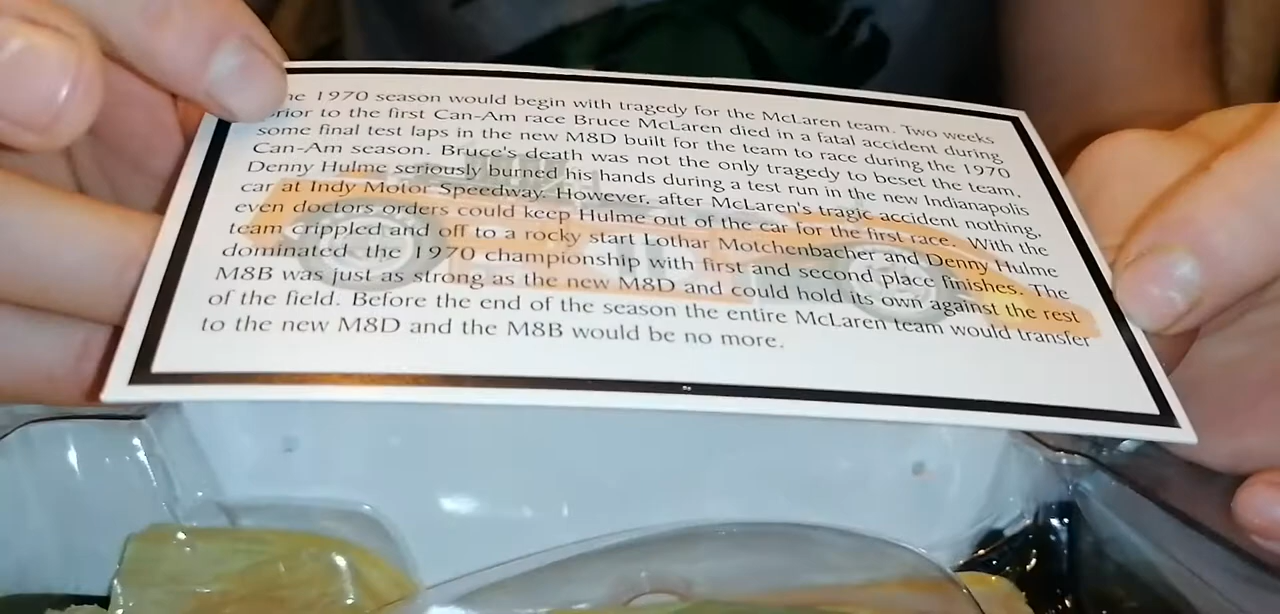 he 1970 season would begin with tragedy for the McLaren team. Two weeks
prior to the first Can-Am race Bruce McLaren died in a fatal accident during
some final test laps in the new M8D built for the team to race during the 1970
Can-Am season. Bruce's death was not the only tragedy to beset the team.
Denny Hulme seriously burned his hands during a test run in the new Indianapolis
car at Indy Motor Speedway. However, after McLaren's tragic accident nothing,
even doctors orders could keep Hulme out of the car for the first race. With the
team crippled and off to a rocky start Lothar Motchenbacher and Denny Hulme
dominated the 1970 championship with first and second place finishes. The
M8B was just as strong as the new M8D and could hold its own against the rest
of the field. Before the end of the season the entire McLaren team would transfer
to the new M8D and the M8B would be no more.